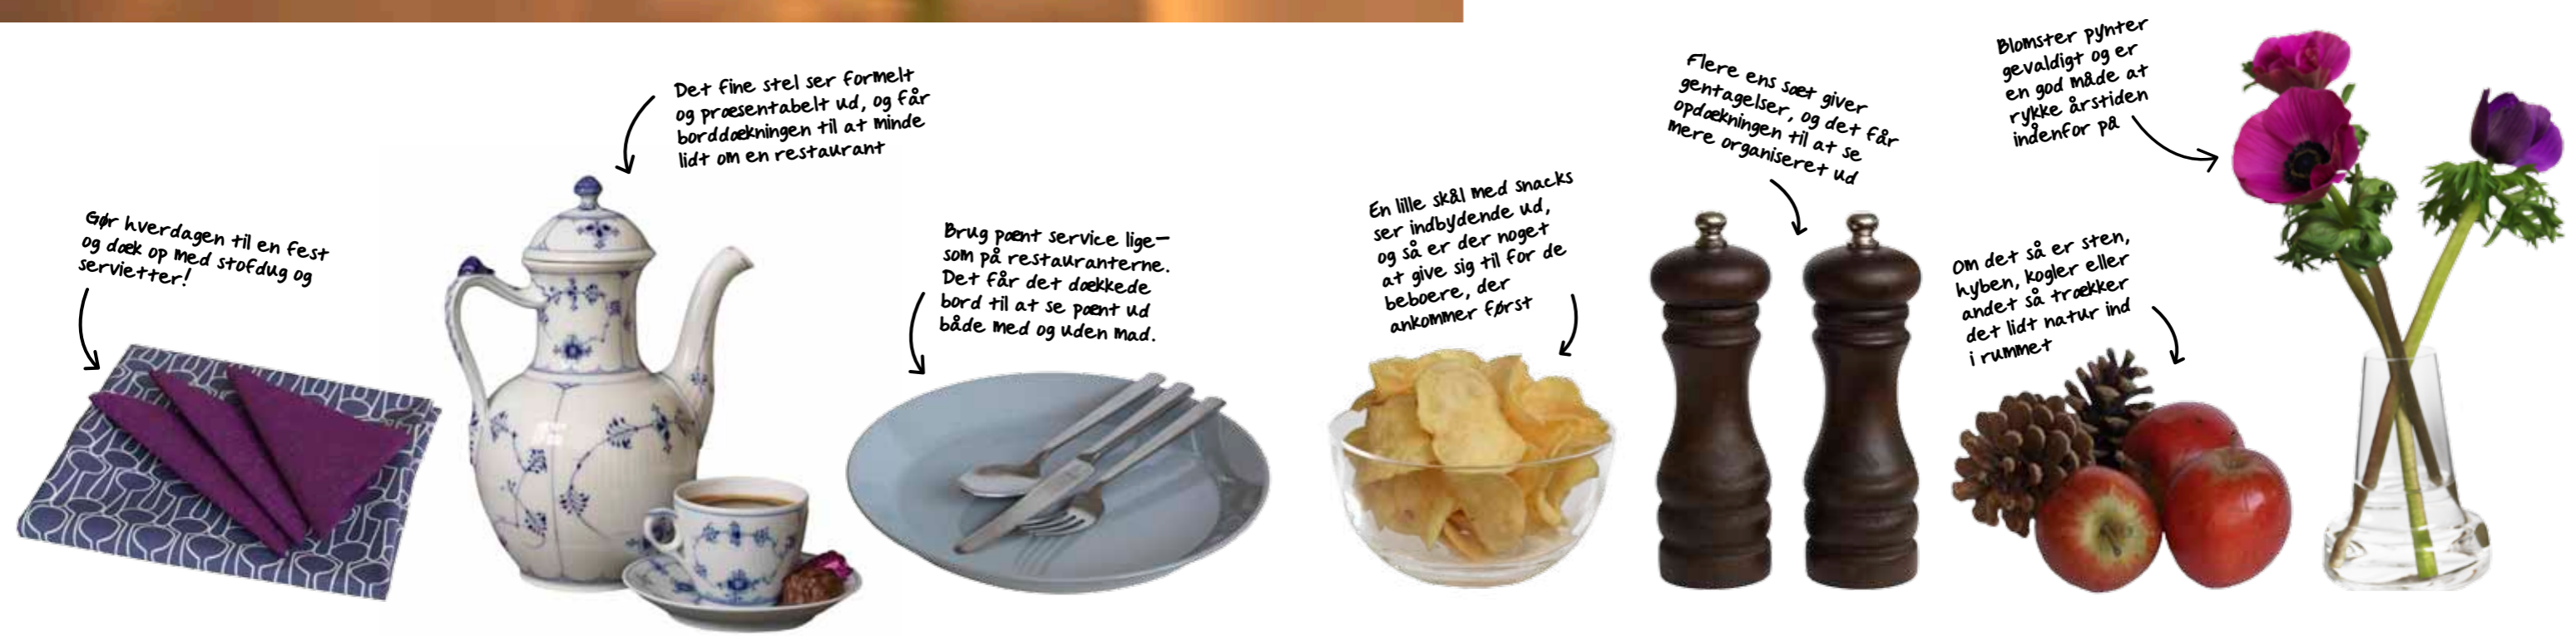 Gør hverdagen til en fest
og dæk op med stofdug og
servietter!
Det fine stel ser formelt
og præsentabelt ud, og får
borddækningen til at minde
lidt om en restaurant
Brug pænt service lige-
som på restauranterne.
Det får det dækkede
bord til at se pænt ud
både med og uden mad.
En lille skål med snacks
ser indbydende ud,
og så er der noget
at give sig til for de
beboere, der
ankommer først
Flere ens sæt giver
gentagelser, og det får
opdækningen til at se
mere organiseret ud
Om det så er sten,
hyben, kogler eller
andet så trækker
det lidt natur ind
i rummet
Blomster pynter
gevaldigt og er
en god måde at
rykke årstiden
indenfor på